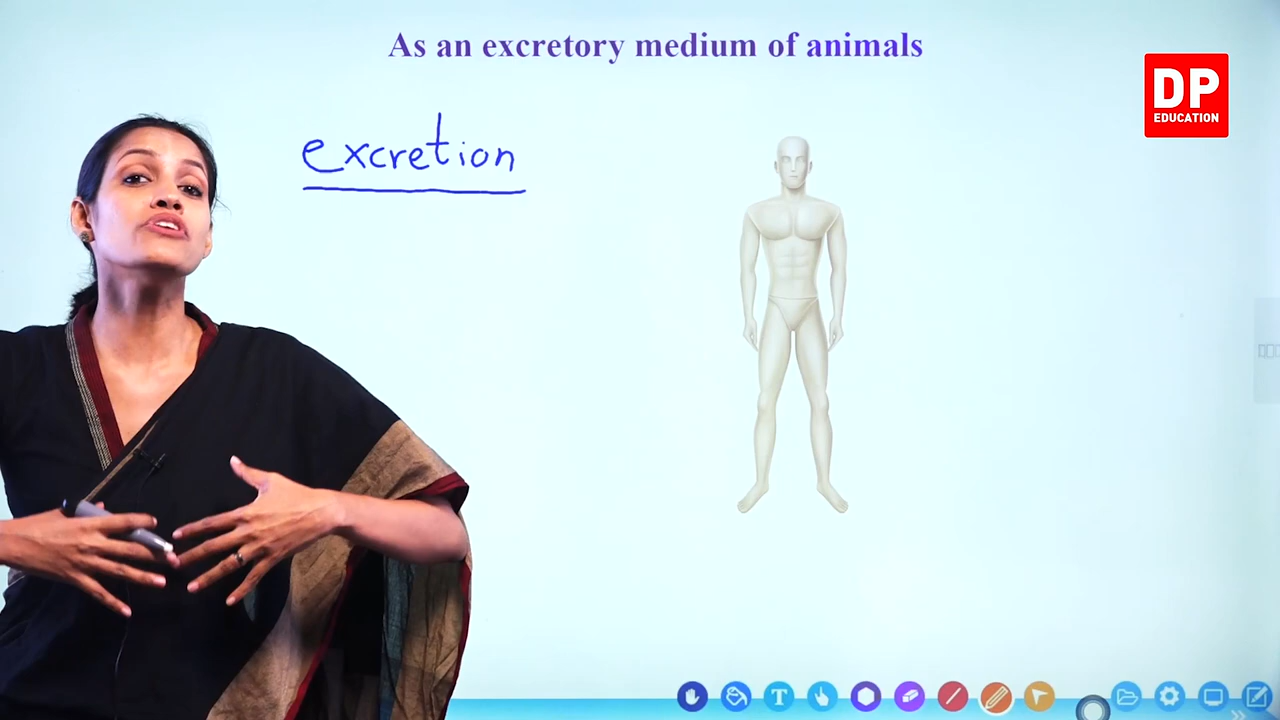 As an excretory medium of animals
DP
EDUCATION
excretion
T